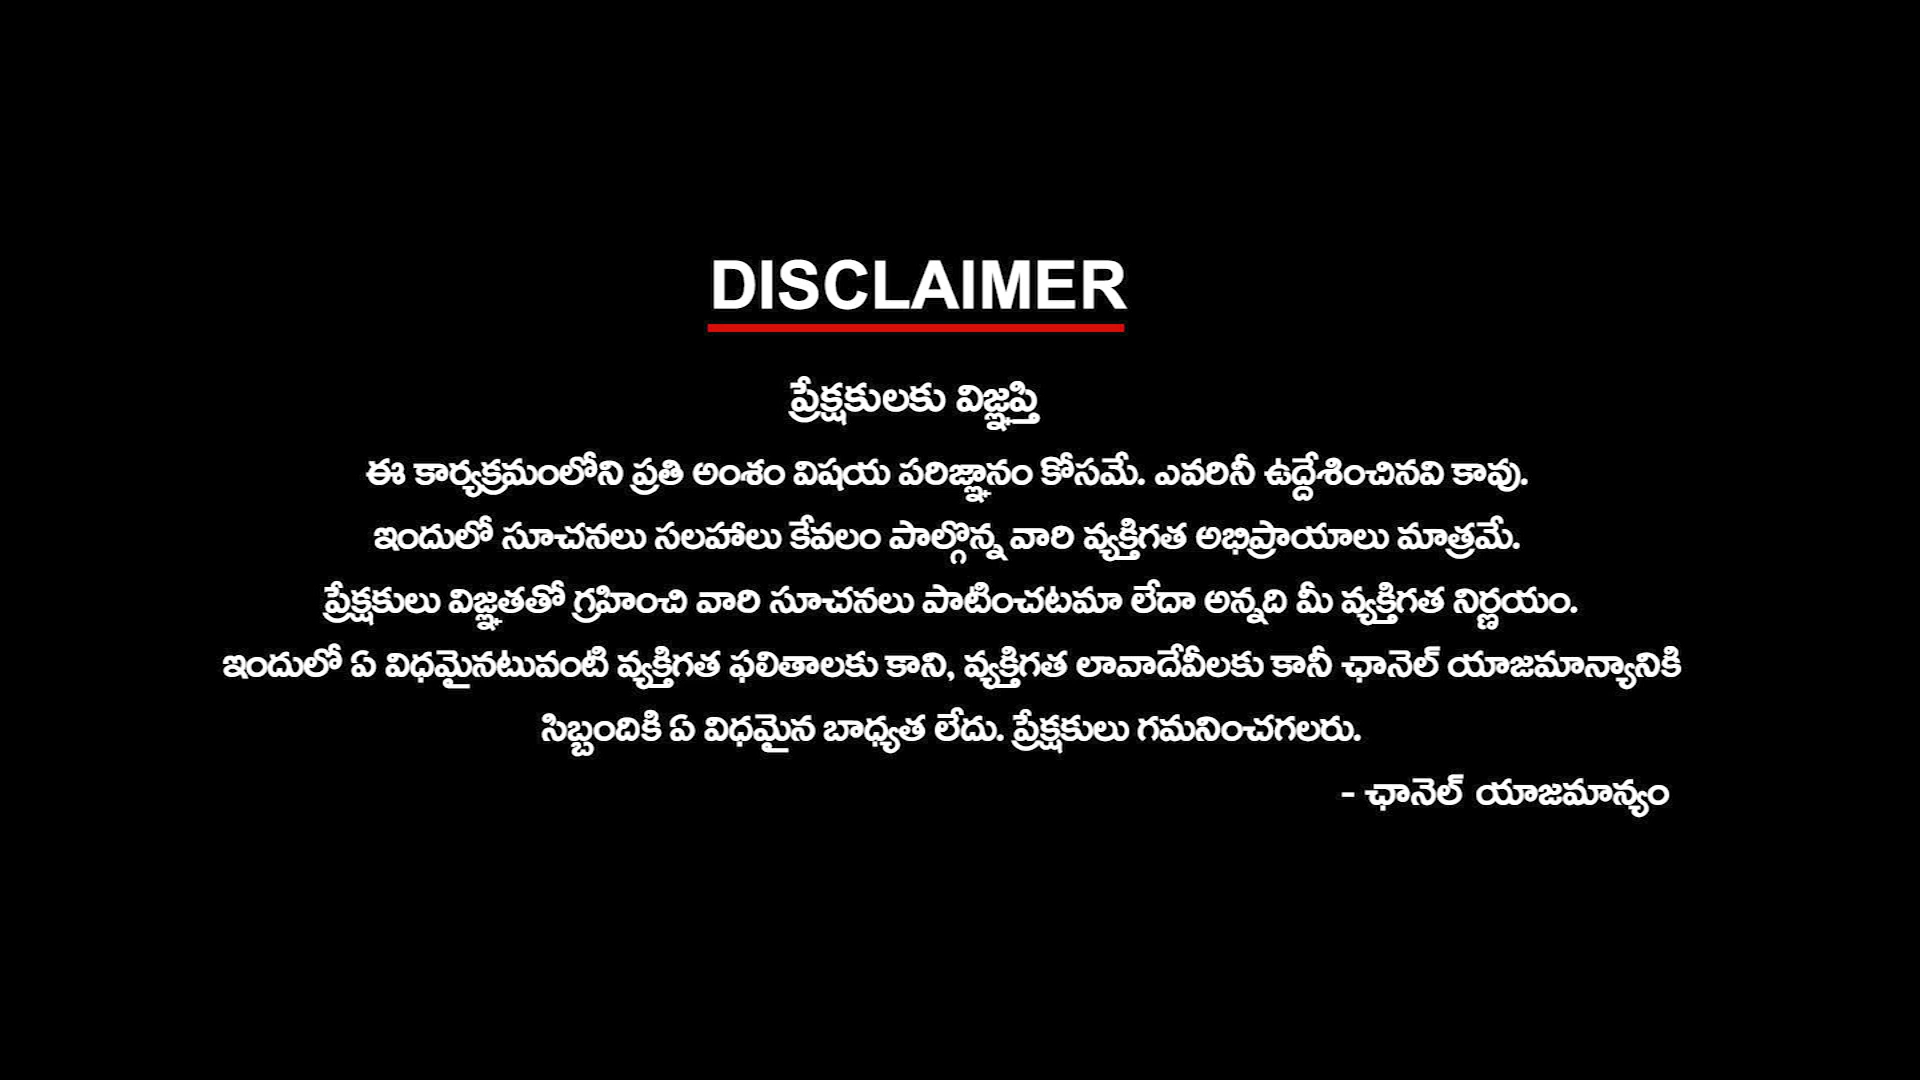 DISCLAIMER
ప్రేక్షకులకు విజ్ఞప్తి
ఈ కార్యక్రమంలోని ప్రతి అంశం విషయ పరిజ్ఞానం కోసమే. ఎవరినీ ఉద్దేశించినవి కావు.
ఇందులో సూచనలు సలహాలు కేవలం పాల్గొన్న వారి వ్యక్తిగత అభిప్రాయాలు మాత్రమే.
ప్రేక్షకులు విజ్ఞతతో గ్రహించి వారి సూచనలు పాటించటమా లేదా అన్నది మీ వ్యక్తిగత నిర్ణయం.
ఇందులో ఏ విధమైనటువంటి వ్యక్తిగత ఫలితాలకు కాని, వ్యక్తిగత లావాదేవీలకు కానీ ఛానెల్ యాజమాన్యానికి
సిబ్బందికి ఏ విధమైన బాధ్యత లేదు. ప్రేక్షకులు గమనించగలరు.
- ఛానెల్ యాజమాన్యం